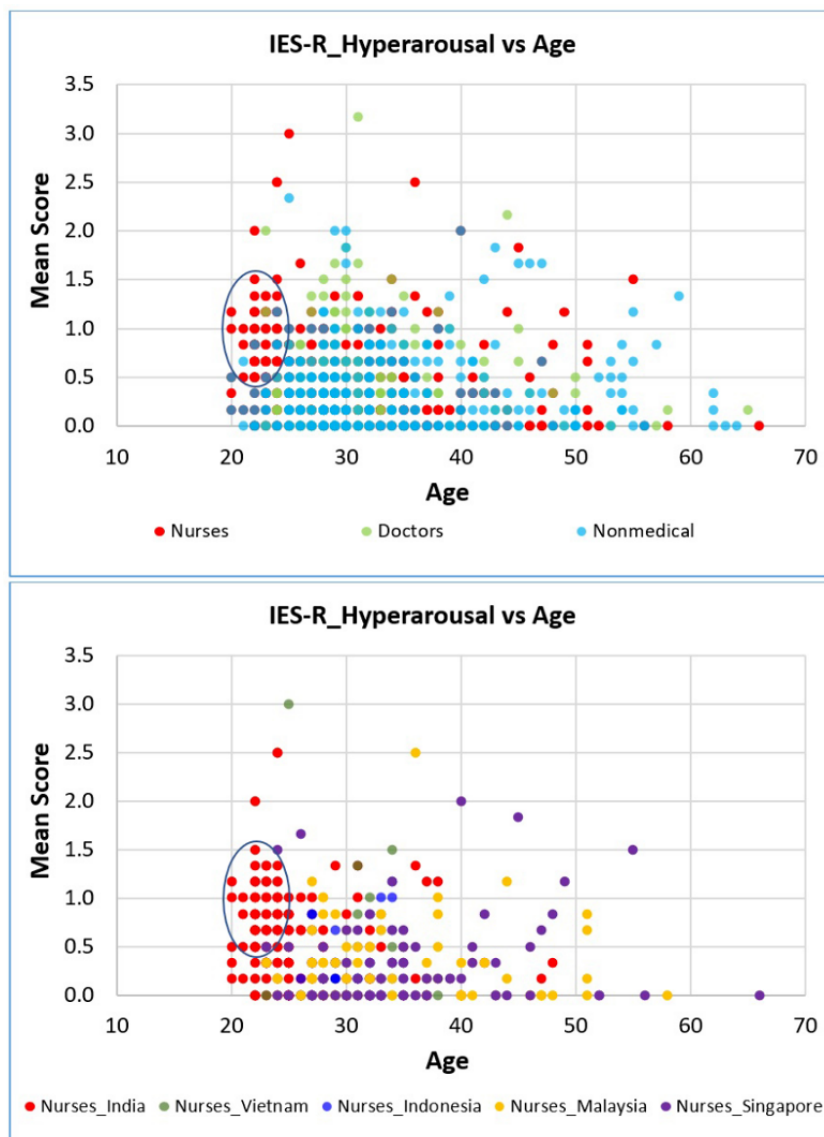 IES-R_Hyperarousal vs Age
3.5
3.0
2.5
2.0
1.5
1.0
0.5
0.0
Mean Score
10 20 30 40 50 60 70
Age
Nurses Doctors Nonmedical
IES-R_Hyperarousal vs Age
3.5
3.0
2.5
2.0
1.5
1.0
0.5
0.0
Mean Score
10 20 30 40 50 60 70
Age
Nurses_India Nurses_Vietnam Nurses_Indonesia Nurses_Malaysia Nurses_Singapore